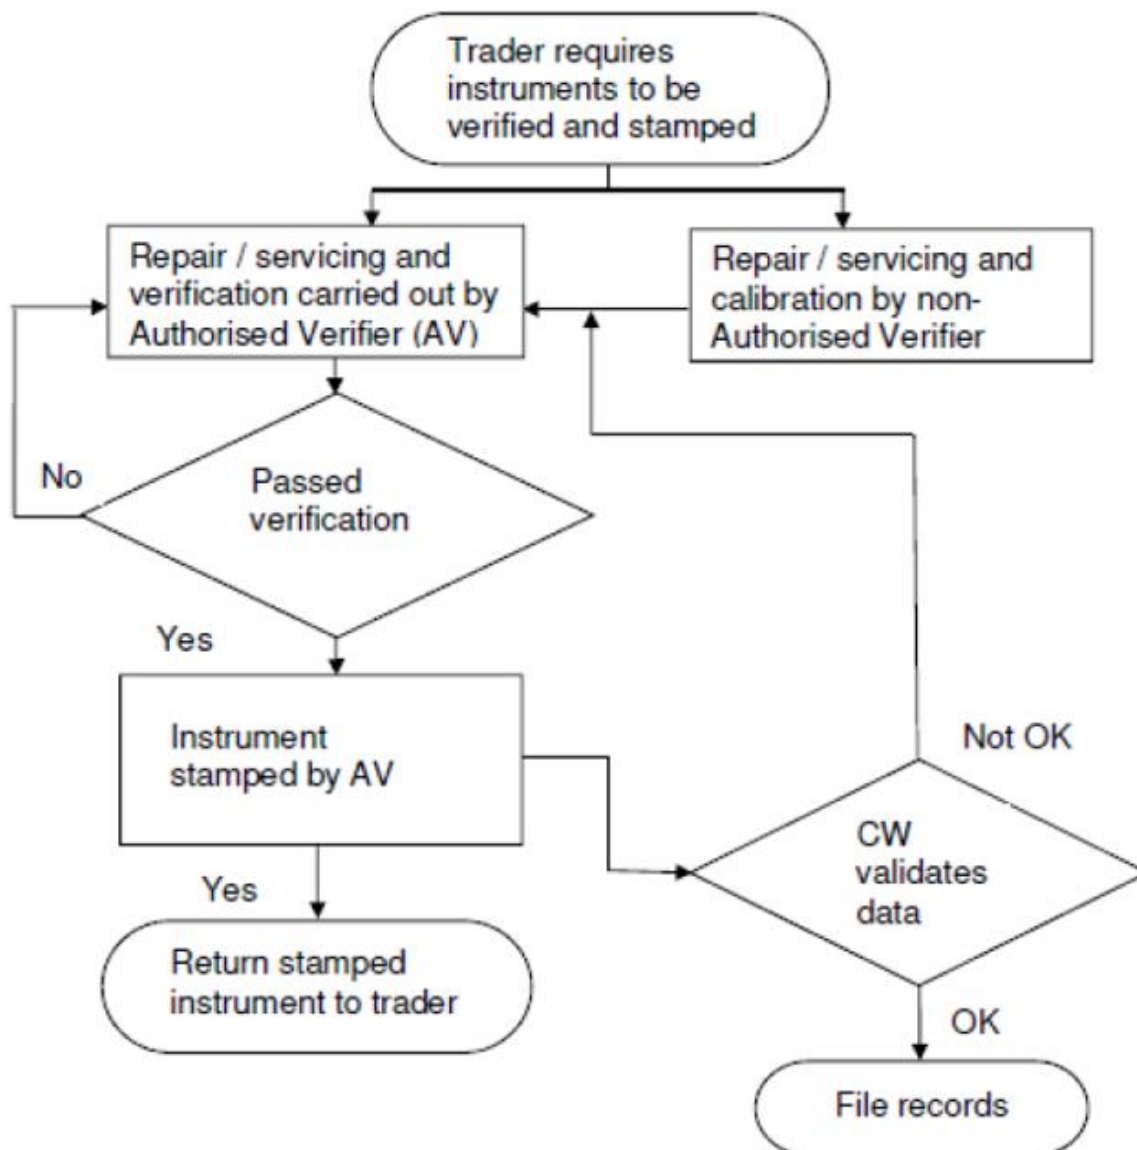 Trader requires
instruments to be
verified and stamped
Repair / servicing and
verification carried out by
Authorised Verifier (AV)
Repair / servicing and
calibration by non-
Authorised Verifier
No
Passed
verification
Yes
Instrument
stamped by AV
Not OK
CW
validates
data
Yes
Return stamped
instrument to trader
OK
File records